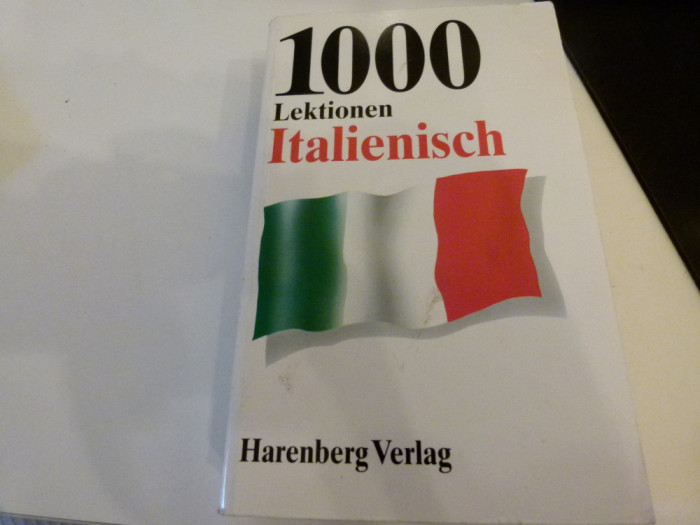 1000
Lektionen
Italienisch
Harenberg Verlag